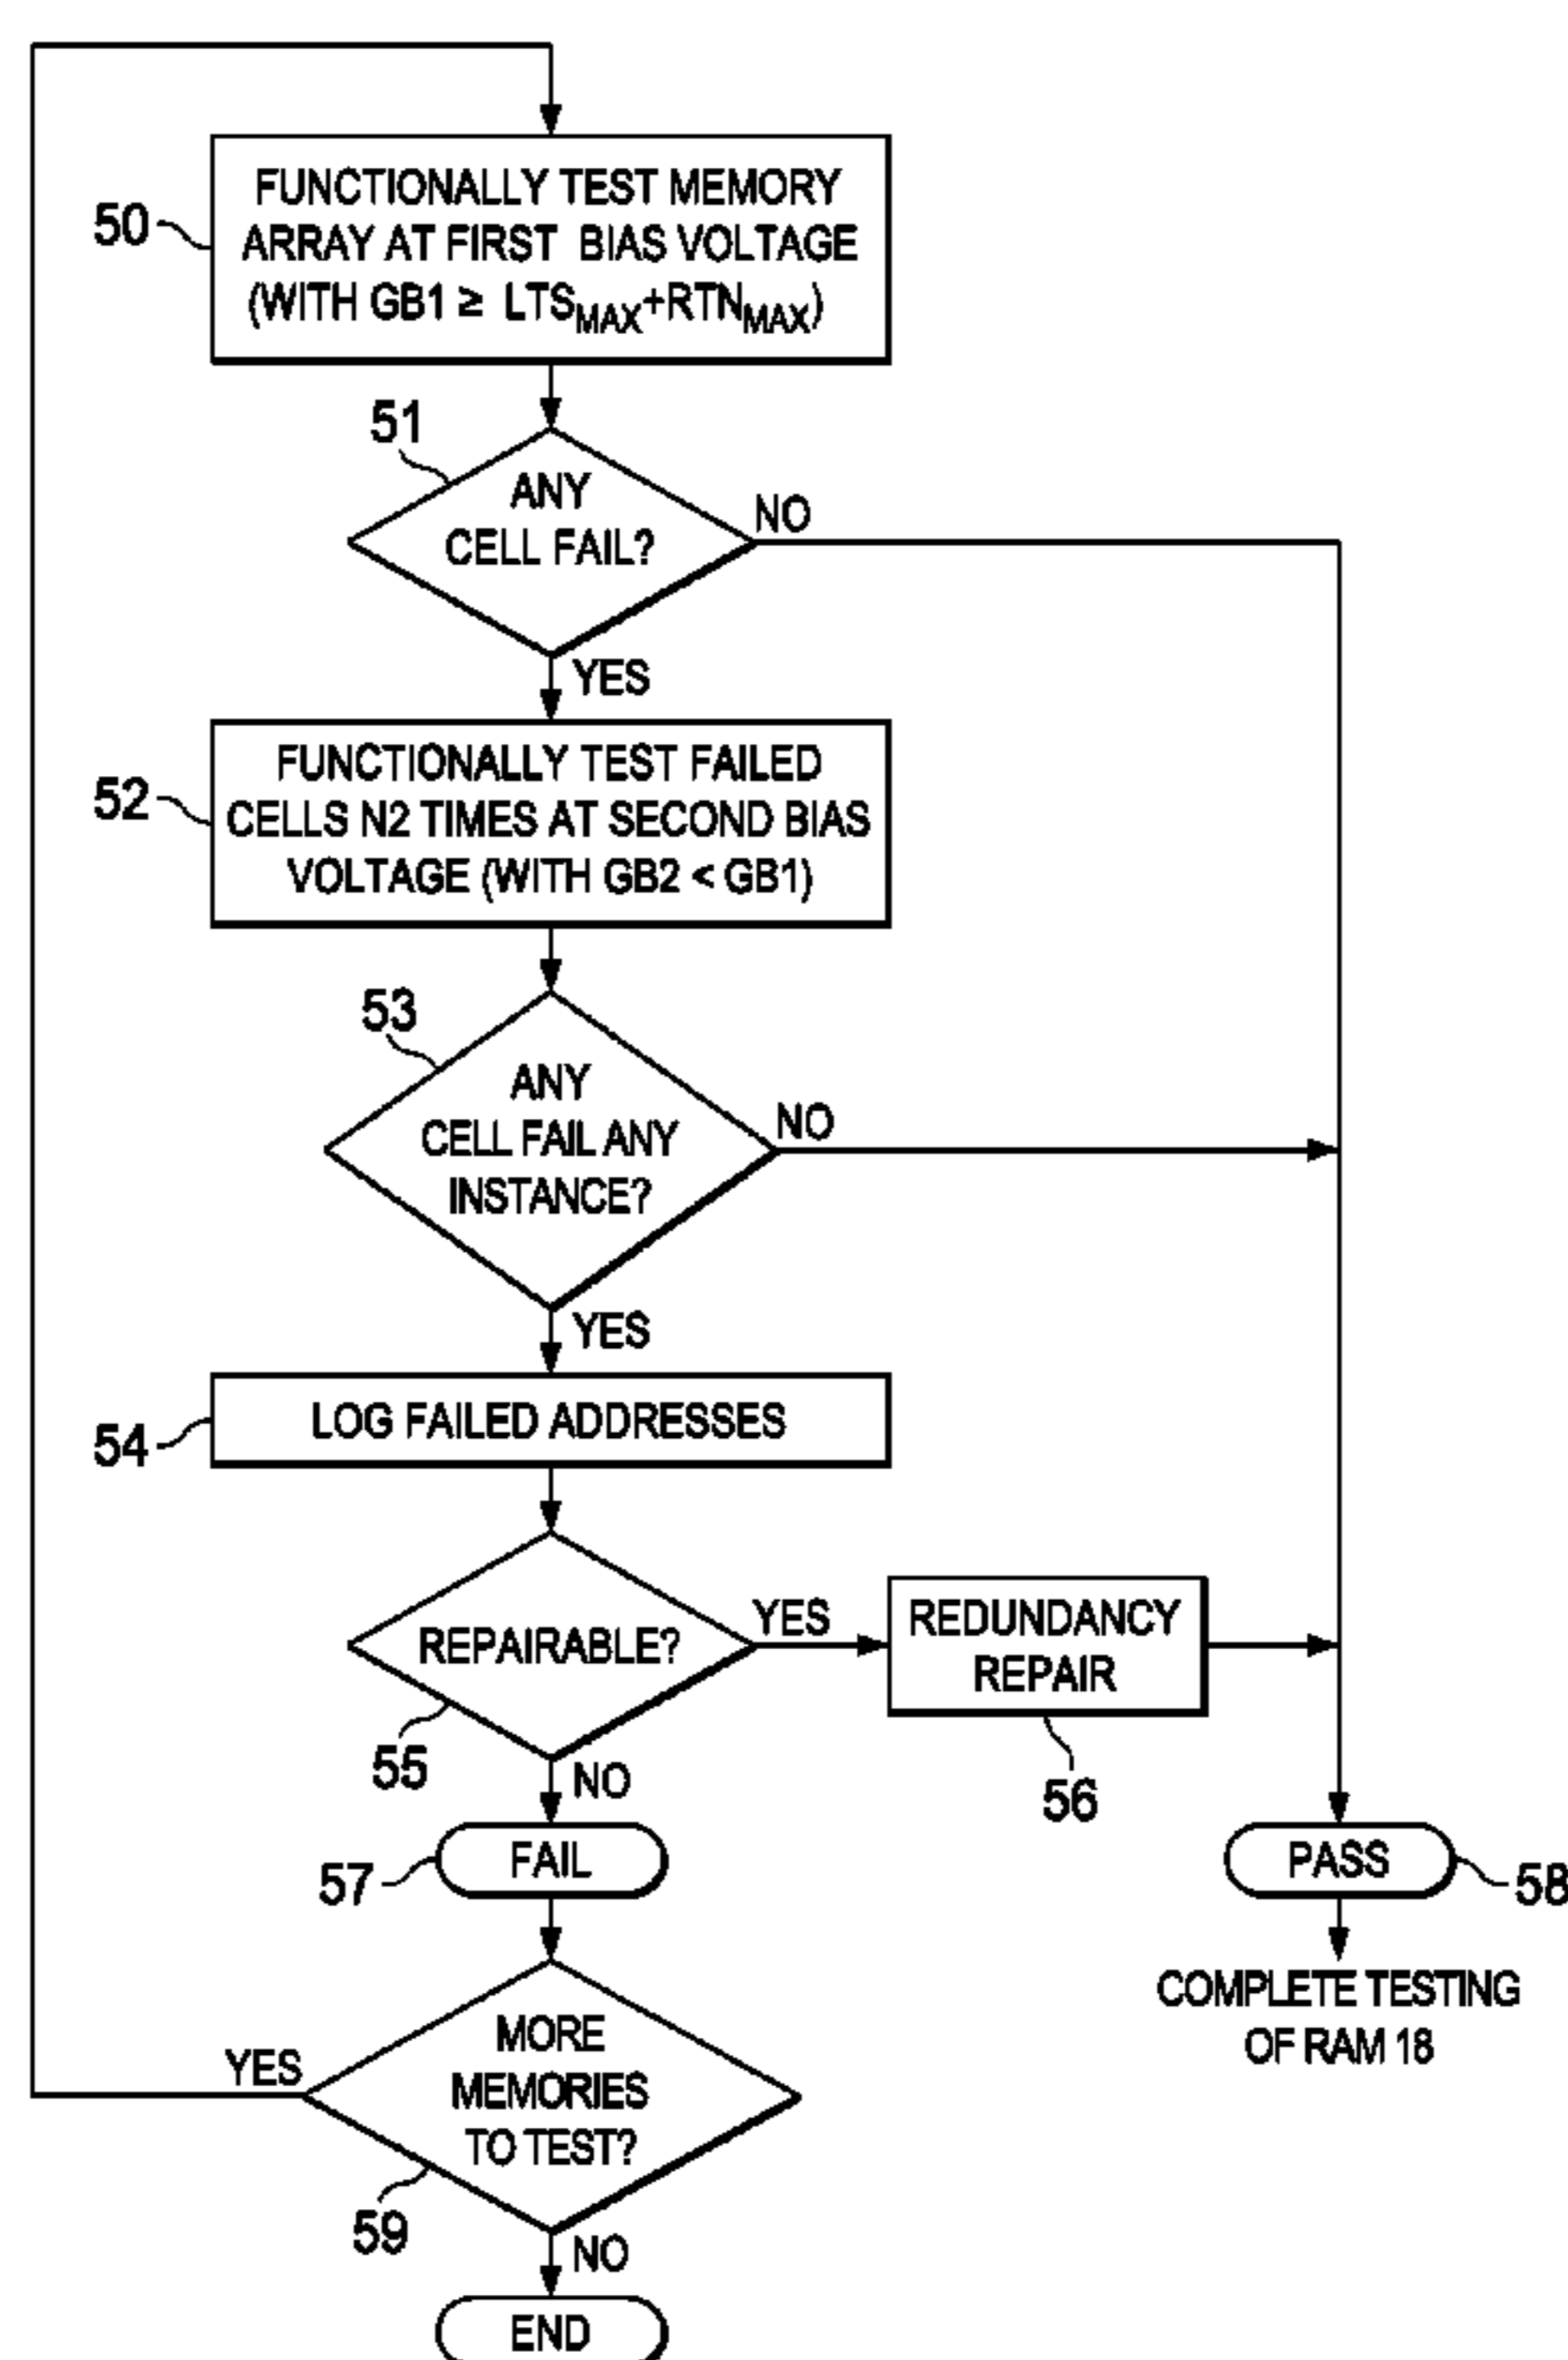 50
FUNCTIONALLY TEST MEMORY
ARRAY AT FIRST BIAS VOLTAGE
(WITH GB1 ≥ LTSMAX+RTNMAX)
51
ANY
CELL FAIL?
NO
YES
52
FUNCTIONALLY TEST FAILED
CELLS N2 TIMES AT SECOND BIAS
VOLTAGE (WITH GB2 < GB1)
53
ANY
CELL FAIL ANY
INSTANCE?
NO
YES
54
LOG FAILED ADDRESSES
REPAIRABLE?
55
YES
REDUNDANCY
REPAIR
56
NO
57
FAIL
PASS
58
COMPLETE TESTING
OF RAM 18
MORE
MEMORIES
TO TEST?
YES
59
NO
END